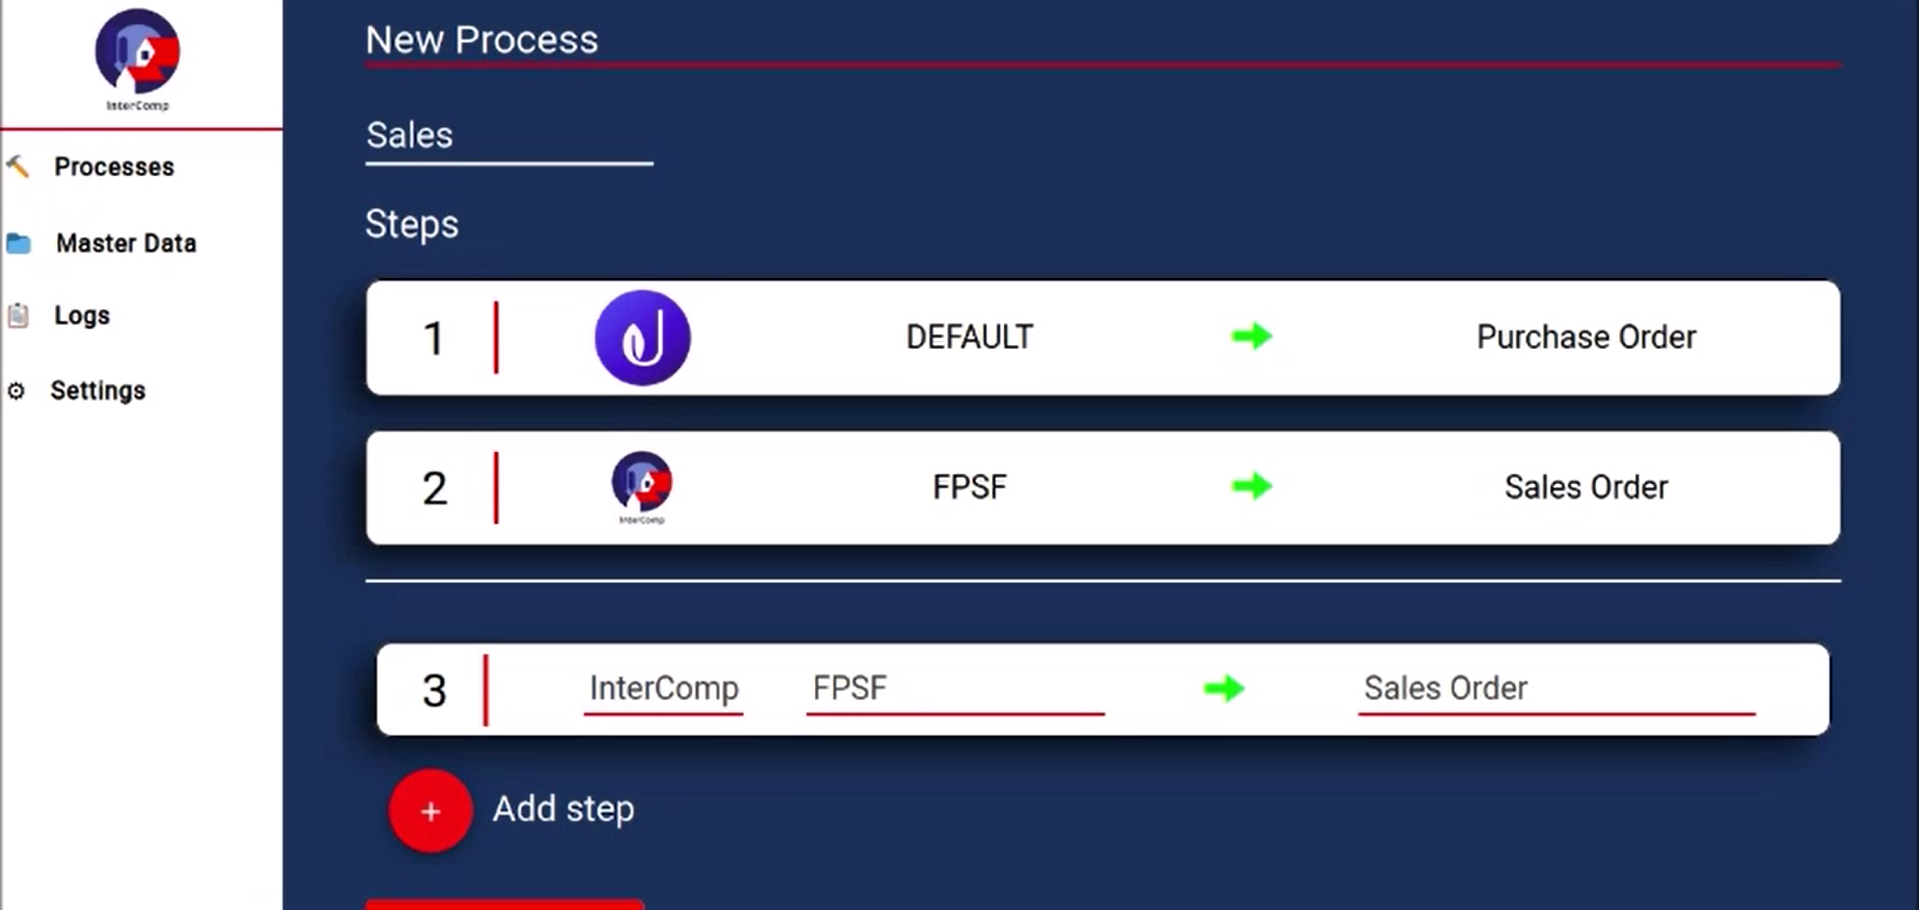 InterComp
Processes
Master Data
Logs
Settings
New Process
Sales
Steps
1 DEFAULT Purchase Order
2 InterComp FPSF Sales Order
3 InterComp FPSF Sales Order
+ Add step